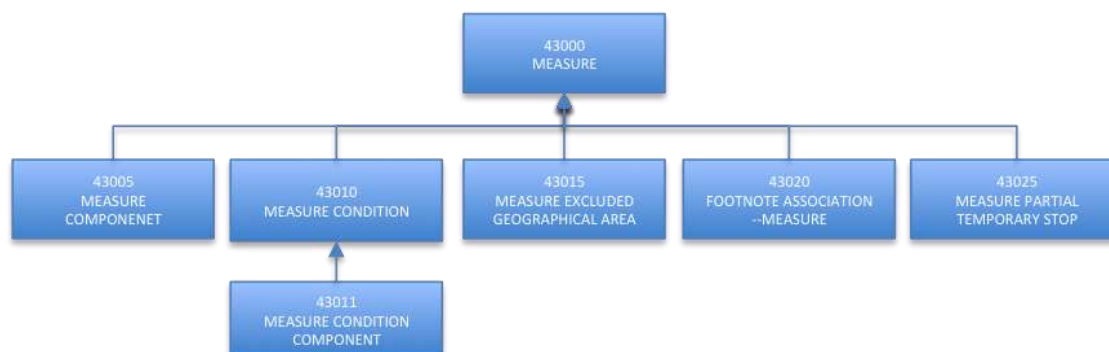 43000
MEASURE
43005
MEASURE
COMPONENET
43010
MEASURE CONDITION
43015
MEASURE EXCLUDED
GEOGRAPHICAL AREA
43020
FOOTNOTE ASSOCIATION
--MEASURE
43025
MEASURE PARTIAL
TEMPORARY STOP
43011
MEASURE CONDITION
COMPONENT